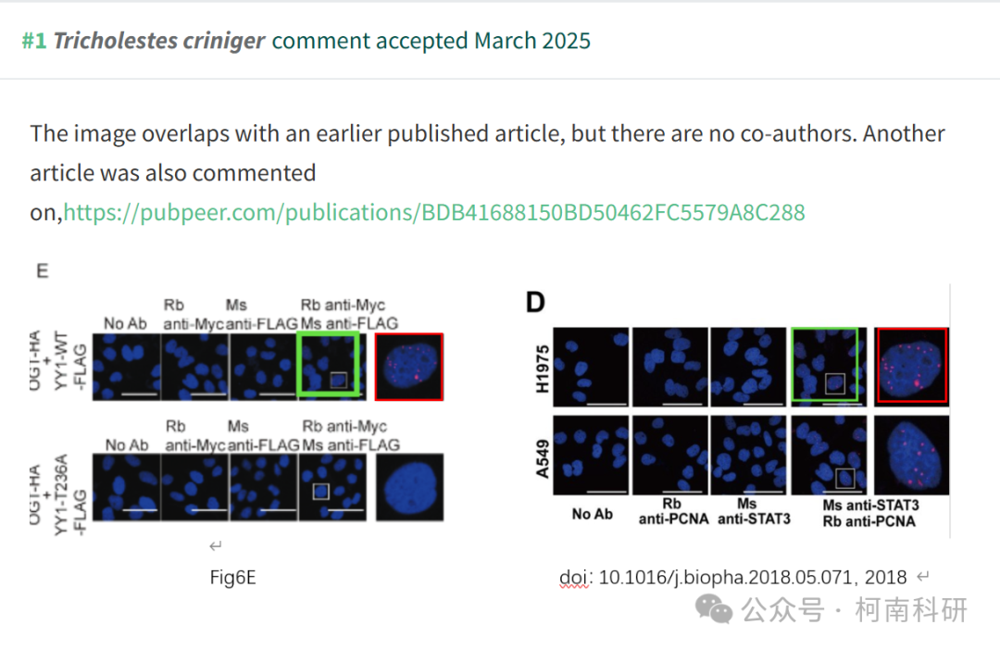 #1 Tricholestes criniger comment accepted March 2025
The image overlaps with an earlier published article, but there are no co-authors. Another
article was also commented
on,https://pubpeer.com/publications/BDB41688150BD50462FC5579A8C288
E
Rb Ms Rb anti-Myc
No Ab anti-Myc anti-FLAG Ms anti-FLAG
OGT-HA
+
YY1-WT
-FLAG
Rb Ms Rb anti-Myc
No Ab anti-Myc anti-FLAG Ms anti-FLAG
OGT-HA
+
YY1-T236A
-FLAG
↵
Fig6E
D
H1975
A549
No Ab
Rb
anti-PCNA
Ms
anti-STAT3
Ms anti-STAT3
Rb anti-PCNA
doi: 10.1016/j.biopha.2018.05.071, 2018 ↵
公众号 · 柯南科研